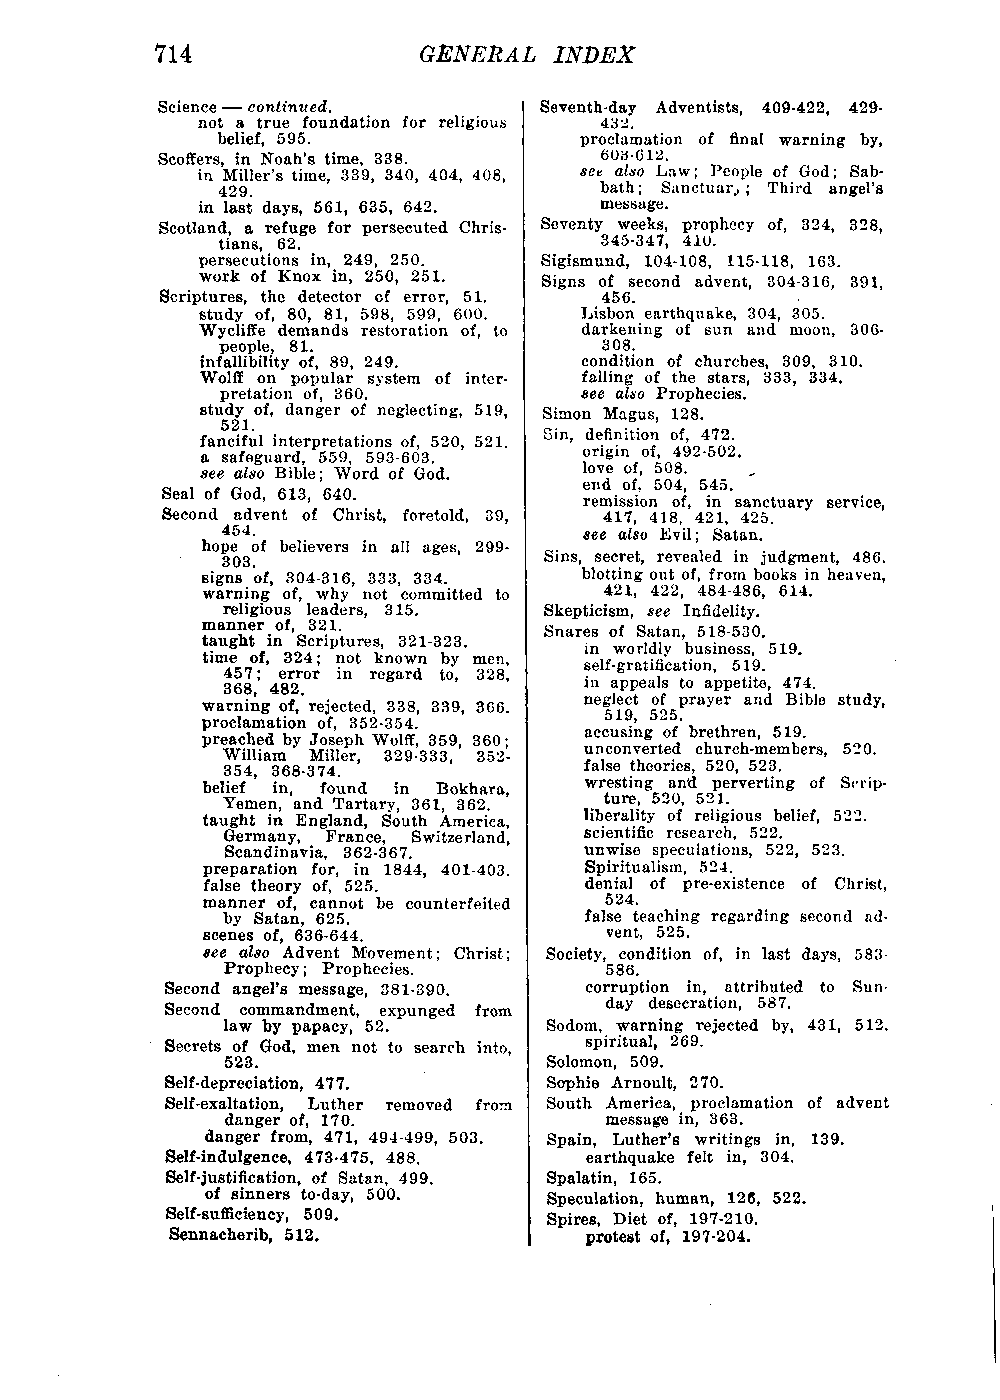 714 GENERAL INDEX
Science — continued.
not a true foundation for religious
belief, 595.
Scoffers, in Noah's time, 338.
in Miller's time, 339, 340, 404, 408,
429.
in last days, 561, 635, 642.
Scotland, a refuge for persecuted Chris-
tians, 62.
persecutions in, 249, 250.
work of Knox in, 250, 251.
Scriptures, the detector of error, 51.
study of, 80, 81, 598, 599, 600.
Wycliffe demands restoration of, to
people, 81.
infallibility of, 89, 249.
Wolff on popular system of inter-
pretation of, 360.
study of, danger of neglecting, 519,
521.
fanciful interpretations of, 520, 521.
a safeguard, 559, 593-603.
see also Bible; Word of God.
Seal of God, 613, 640.
Second advent of Christ, foretold, 39,
454.
hope of believers in all ages, 299-
303.
signs of, 304-316, 333, 334.
warning of, why not committed to
religious leaders, 315.
manner of, 321.
taught in Scriptures, 321-323.
time of, 324; not known by men,
457; error in regard to, 328,
368, 482.
warning of, rejected, 338, 339, 366.
proclamation of, 352-354.
preached by Joseph Wolff, 359, 360;
William Miller, 329-333, 352-
354, 368-374.
belief in, found in Bokhara,
Yemen, and Tartary, 361, 362.
taught in England, South America,
Germany, France, Switzerland,
Scandinavia, 362-367.
preparation for, in 1844, 401-403.
false theory of, 525.
manner of, cannot be counterfeited
by Satan, 625.
scenes of, 636-644.
see also Advent Movement; Christ;
Prophecy; Prophecies.
Second angel's message, 381-390.
Second commandment, expunged from
law by papacy, 52.
Secrets of God, men not to search into,
523.
Self-depreciation, 477.
Self-exaltation, Luther removed from
danger of, 170.
danger from, 471, 494-499, 503.
Self-indulgence, 473-475, 488.
Self-justification, of Satan, 499.
of sinners to-day, 500.
Self-sufficiency, 509.
Sennacherib, 512.
Seventh-day Adventists, 409-422, 429-
432.
proclamation of final warning by,
603-612.
see also Law; People of God; Sab-
bath; Sanctuary; Third angel's
message.
Seventy weeks, prophecy of, 324, 328,
345-347, 410.
Sigismund, 104-108, 115-118, 163.
Signs of second advent, 304-316, 391,
456.
Lisbon earthquake, 304, 305.
darkening of sun and moon, 306-
308.
condition of churches, 309, 310.
falling of the stars, 333, 334.
see also Prophecies.
Simon Magus, 128.
Sin, definition of, 472.
origin of, 492-502.
love of, 508.
end of, 504, 545.
remission of, in sanctuary service,
417, 418, 421, 425.
see also Evil; Satan.
Sins, secret, revealed in judgment, 486.
blotting out of, from books in heaven,
421, 422, 484-486, 614.
Skepticism, see Infidelity.
Snares of Satan, 518-530.
in worldly business, 519.
self-gratification, 519.
in appeals to appetite, 474.
neglect of prayer and Bible study,
519, 525.
accusing of brethren, 519.
unconverted church-members, 520.
false theories, 520, 523.
wresting and perverting of Scrip-
ture, 520, 521.
liberality of religious belief, 522.
scientific research, 522.
unwise speculations, 522, 523.
Spiritualism, 524.
denial of pre-existence of Christ,
524.
false teaching regarding second ad-
vent, 525.
Society, condition of, in last days, 583-
586.
corruption in, attributed to Sun-
day desecration, 587.
Sodom, warning rejected by, 431, 512.
spiritual, 269.
Solomon, 509.
Sophie Arnoult, 270.
South America, proclamation of advent
message in, 363.
Spain, Luther's writings in, 139.
earthquake felt in, 304.
Spalatin, 165.
Speculation, human, 126, 522.
Spires, Diet of, 197-210.
protest of, 197-204.